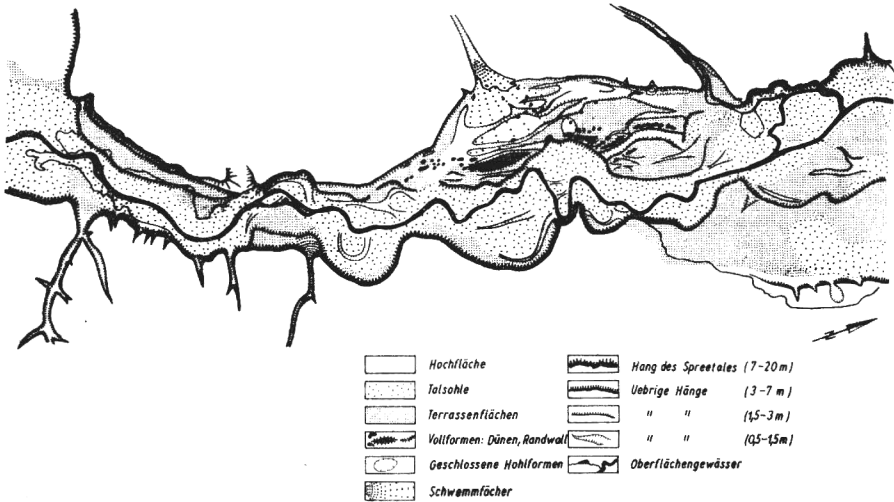 N
Hochfläche
Talsohle
Terrassenflächen
Vollformen: Dünen, Randwall
Geschlossene Hohlformen
Schwemmfächer
Hang des Spreetales (7-20 m)
Uebrige Hänge (3-7 m)
" " (1,5-3 m)
" " (0,5-1,5m)
Oberflächengewässer